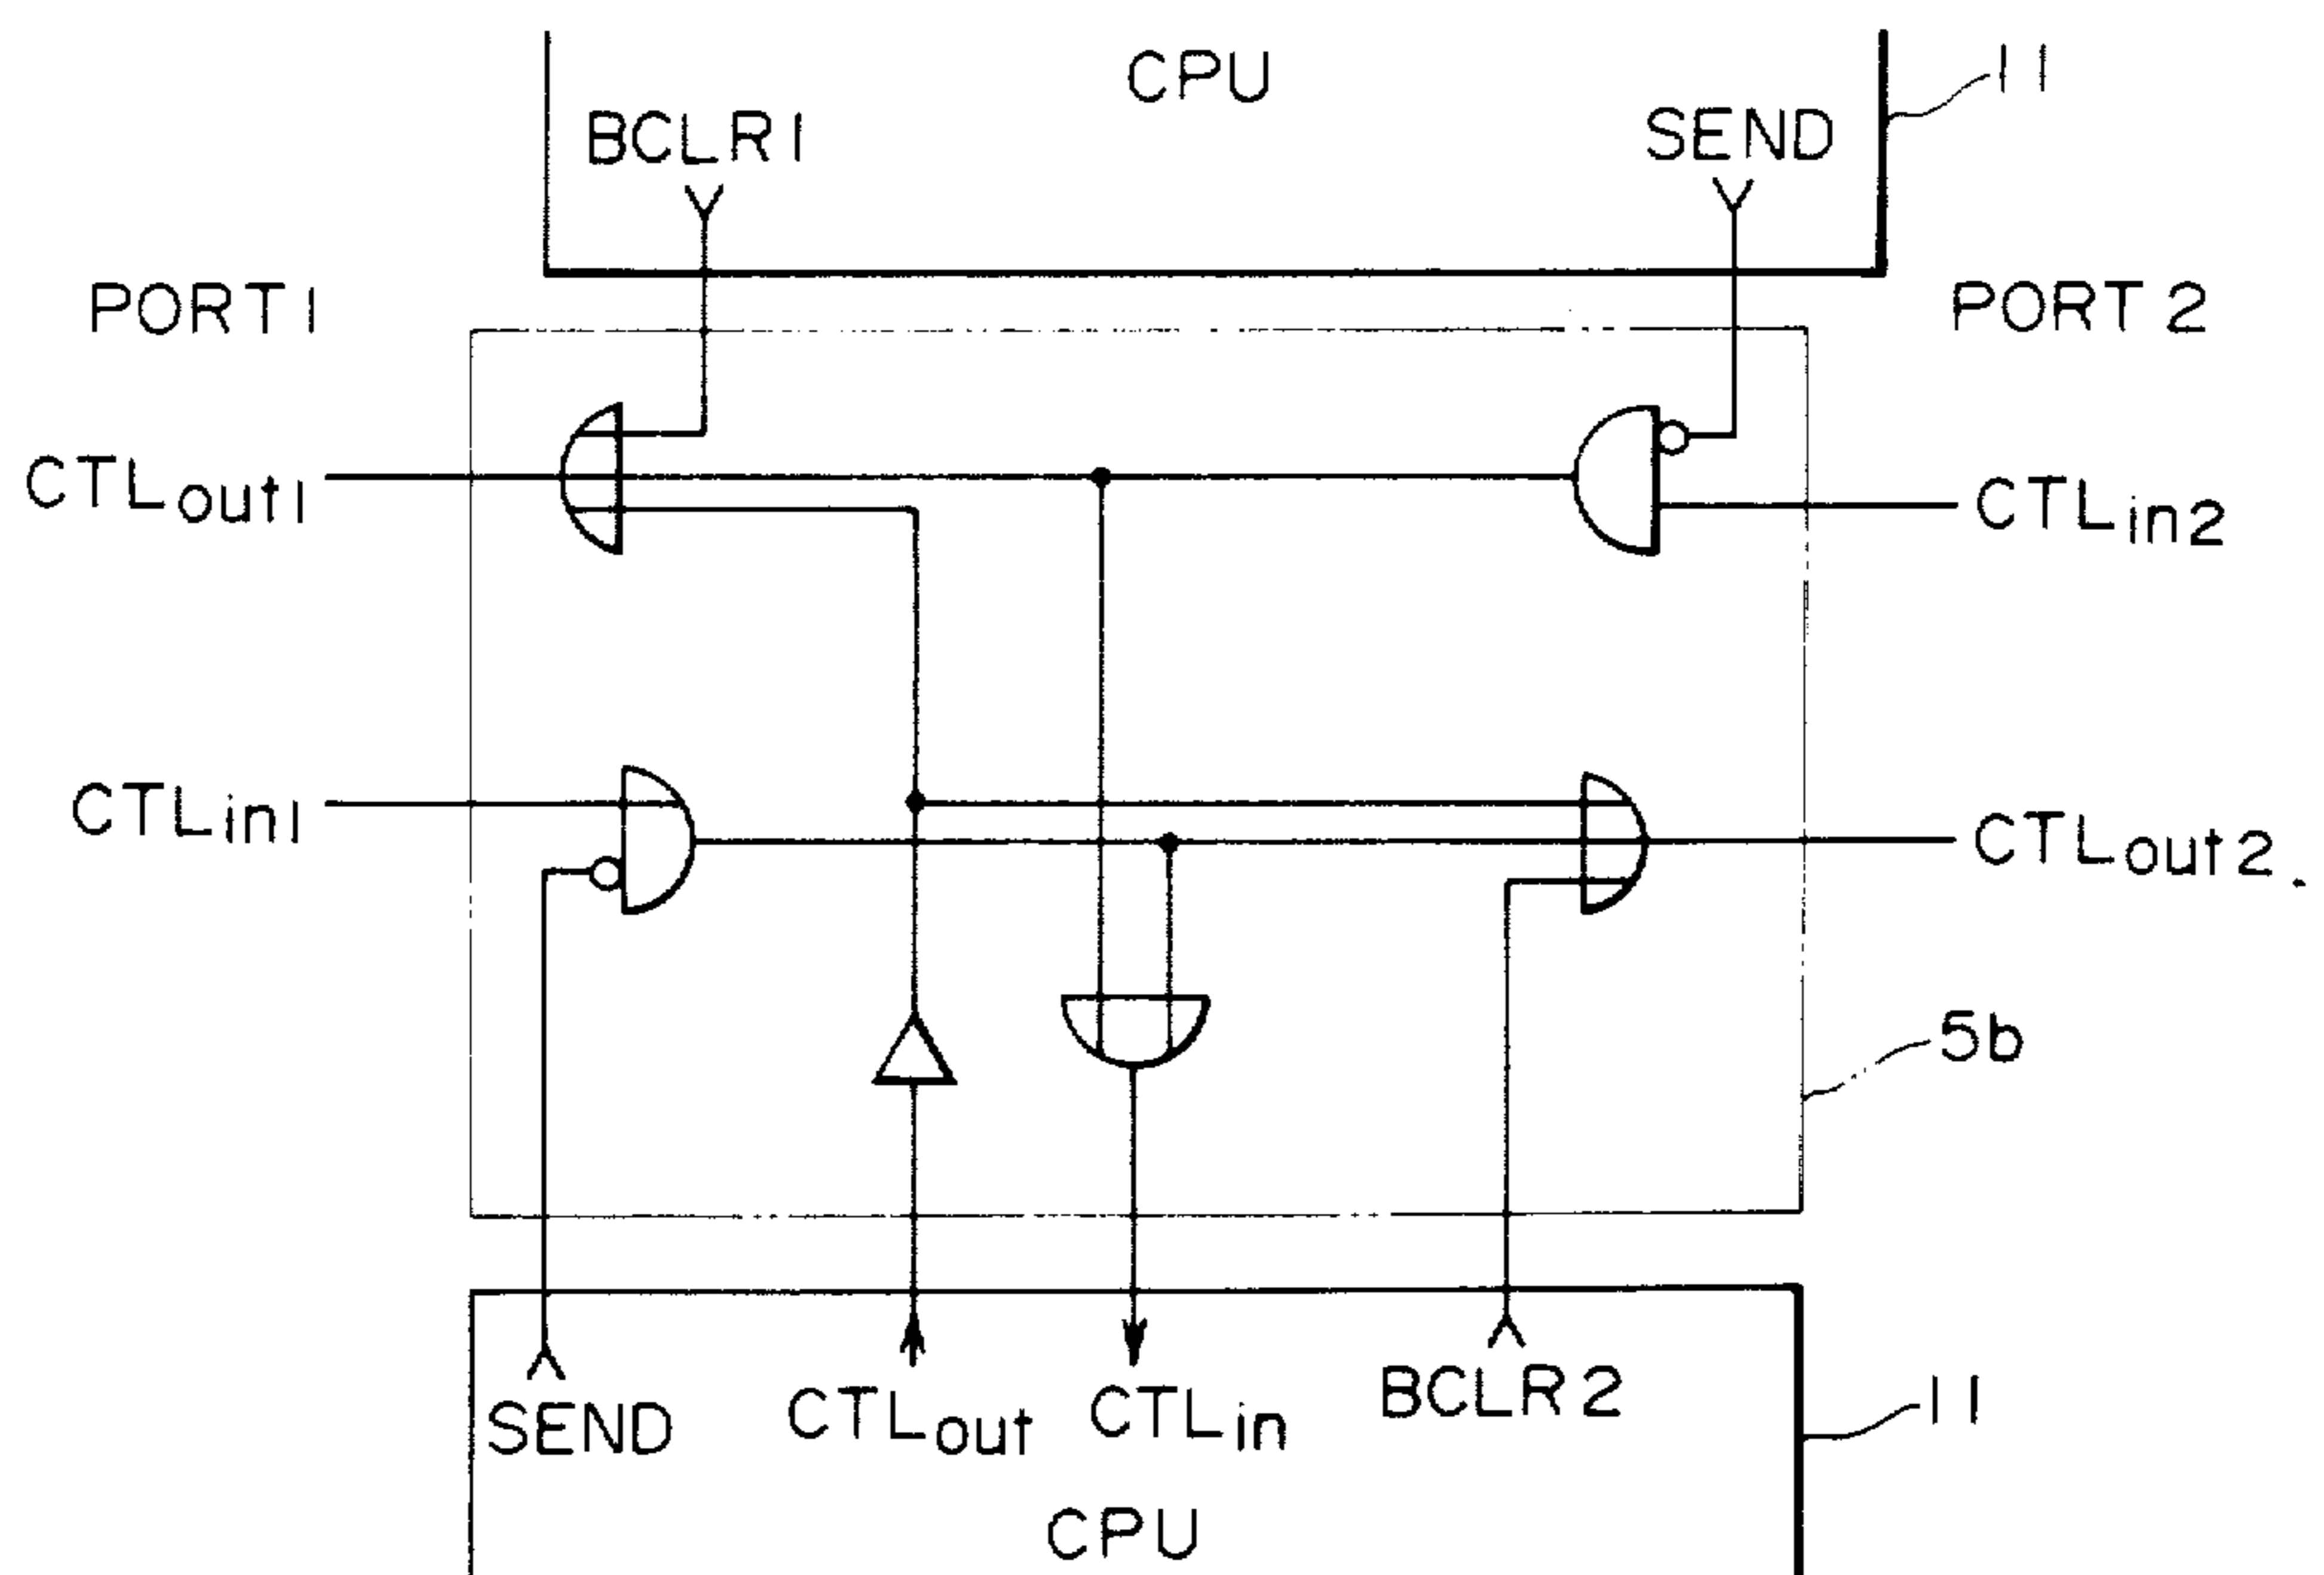 CPU
11
BCLR1
SEND
PORT1
PORT2
CTLout1
CTLin2
CTLin1
CTLout2
5b
SEND
CTLout
CTLin
BCLR2
11
CPU